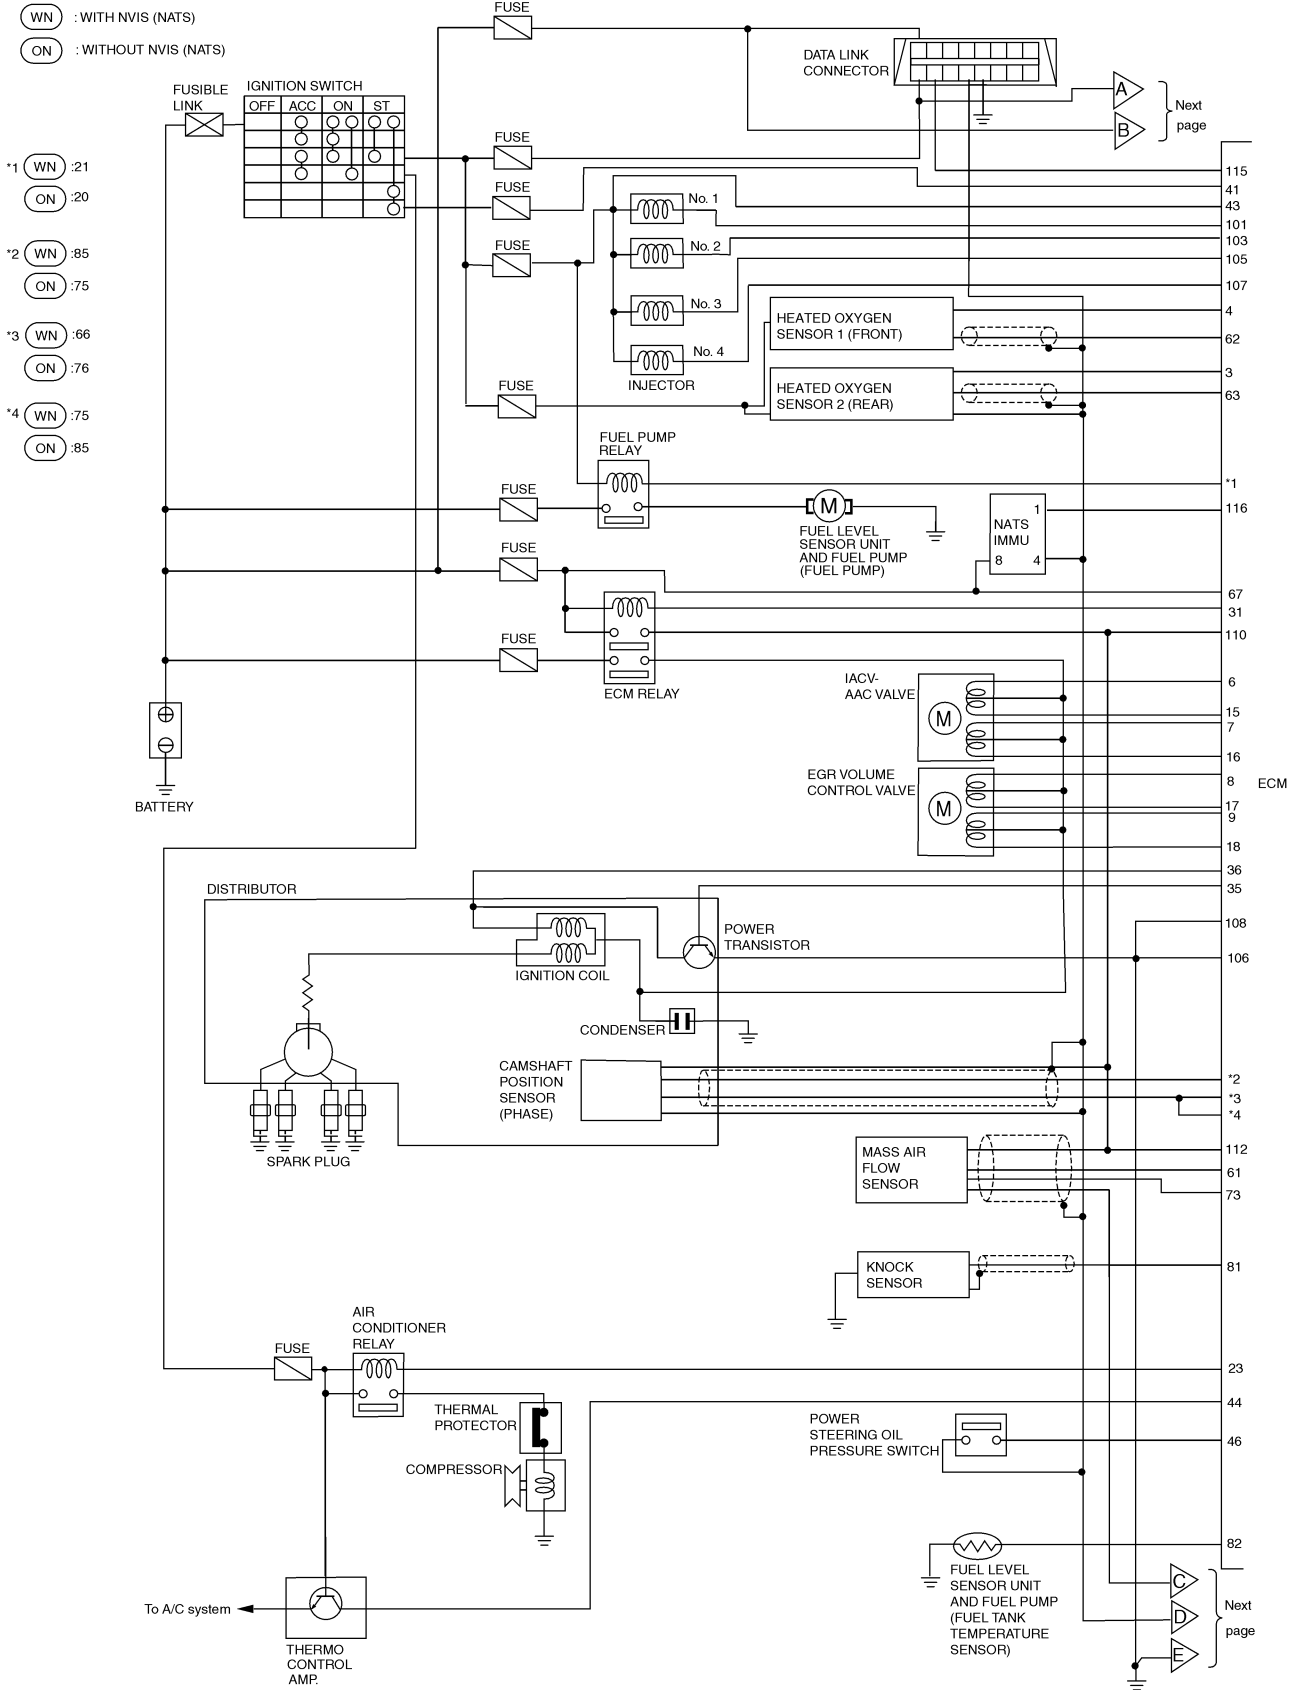 WN : WITH NVIS (NATS)
ON : WITHOUT NVIS (NATS)
*1 WN :21
ON :20
*2 WN :85
ON :75
*3 WN :66
ON :76
*4 WN :75
ON :85
FUSIBLE
LINK
IGNITION SWITCH
OFF ACC ON ST
FUSE
FUSE
FUSE
FUSE
FUSE
FUSE
FUSE
FUSE
DATA LINK
CONNECTOR
A
B
Next
page
No. 1
No. 2
No. 3
No. 4
INJECTOR
HEATED OXYGEN
SENSOR 1 (FRONT)
HEATED OXYGEN
SENSOR 2 (REAR)
FUEL PUMP
RELAY
M
FUEL LEVEL
SENSOR UNIT
AND FUEL PUMP
(FUEL PUMP)
1
NATS
IMMU
8 4
ECM RELAY
IACV-
AAC VALVE
M
EGR VOLUME
CONTROL VALVE
M
BATTERY
DISTRIBUTOR
POWER
TRANSISTOR
IGNITION COIL
CONDENSER
CAMSHAFT
POSITION
SENSOR
(PHASE)
SPARK PLUG
MASS AIR
FLOW
SENSOR
KNOCK
SENSOR
AIR
CONDITIONER
RELAY
FUSE
THERMAL
PROTECTOR
COMPRESSOR
POWER
STEERING OIL
PRESSURE SWITCH
FUEL LEVEL
SENSOR UNIT
AND FUEL PUMP
(FUEL TANK
TEMPERATURE
SENSOR)
To A/C system
THERMO
CONTROL
AMP.
115
41
43
101
103
105
107
4
62
3
63
*1
116
67
31
110
6
15
7
16
8
17
9
18
36
35
108
106
*2
*3
*4
112
61
73
81
23
44
46
82
ECM
C
D
E
Next
page